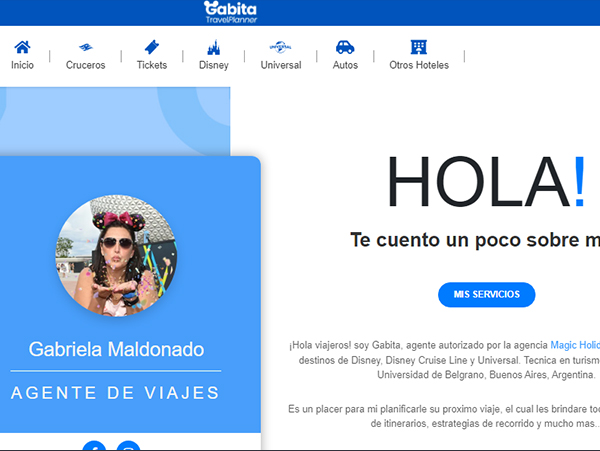 Gabita
TravelPlanner
Inicio
Cruceros
Tickets
Disney
UNIVERSAL
Universal
Autos
Otros Hoteles
HOLA!
Te cuento un poco sobre m
MIS SERVICIOS
¡Hola viajeros! soy Gabita, agente autorizado por la agencia Magic Holic
destinos de Disney, Disney Cruise Line y Universal. Tecnica en turism
Universidad de Belgrano, Buenos Aires, Argentina.
Es un placer para mi planificarle su proximo viaje, el cual les brindare tod
de itinerarios, estrategias de recorrido y mucho mas..
Gabriela Maldonado
AGENTE DE VIAJES